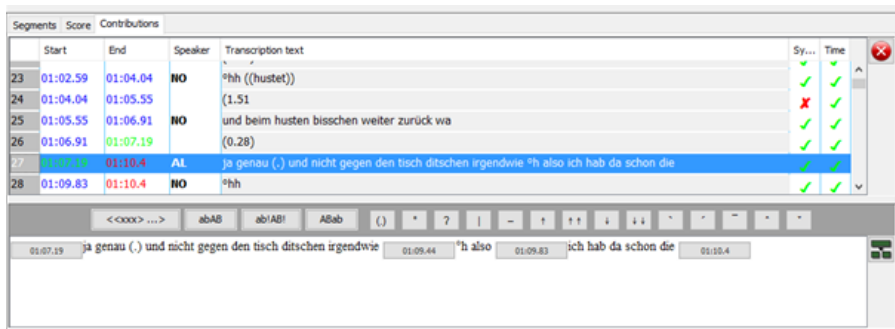 Segments Score Contributions
Start End Speaker Transcription text Sy... Time
23 01:02.59 01:04.04 NO °hh ((hustet))
24 01:04.04 01:05.55 (1.51
25 01:05.55 01:06.91 NO und beim husten bisschen weiter zurück wa
26 01:06.91 01:07.19 (0.28)
27 01:07.19 01:10.4 AL ja genau (.) und nicht gegen den tisch ditschen irgendwie °h also ich hab da schon die
28 01:09.83 01:10.4 NO °hh
<<xxx> ...> abAB ab!AB! ABab (.) ° ? | – ↑ ↑↑ ↓ ↓↓ ` ´ ¯ ˆ ˇ
01:07.19 ja genau (.) und nicht gegen den tisch ditschen irgendwie 01:09.44 °h also 01:09.83 ich hab da schon die 01:10.4